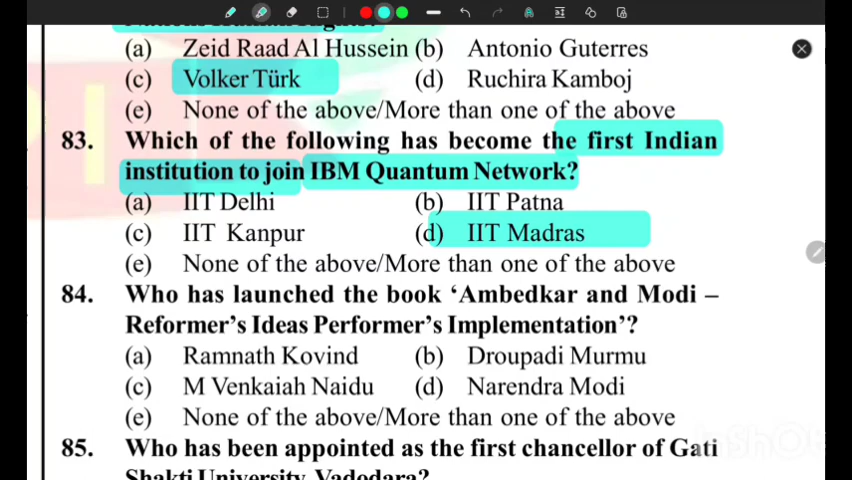 (a) Zeid Raad Al Hussein (b) Antonio Guterres
(c) Volker Türk (d) Ruchira Kamboj
(e) None of the above/More than one of the above
83. Which of the following has become the first Indian
institution to join IBM Quantum Network?
(a) IIT Delhi (b) IIT Patna
(c) IIT Kanpur (d) IIT Madras
(e) None of the above/More than one of the above
84. Who has launched the book ‘Ambedkar and Modi –
Reformer’s Ideas Performer’s Implementation’?
(a) Ramnath Kovind (b) Droupadi Murmu
(c) M Venkaiah Naidu (d) Narendra Modi
(e) None of the above/More than one of the above
InShOt
85. Who has been appointed as the first chancellor of Gati
Shakti University, Vadodara?